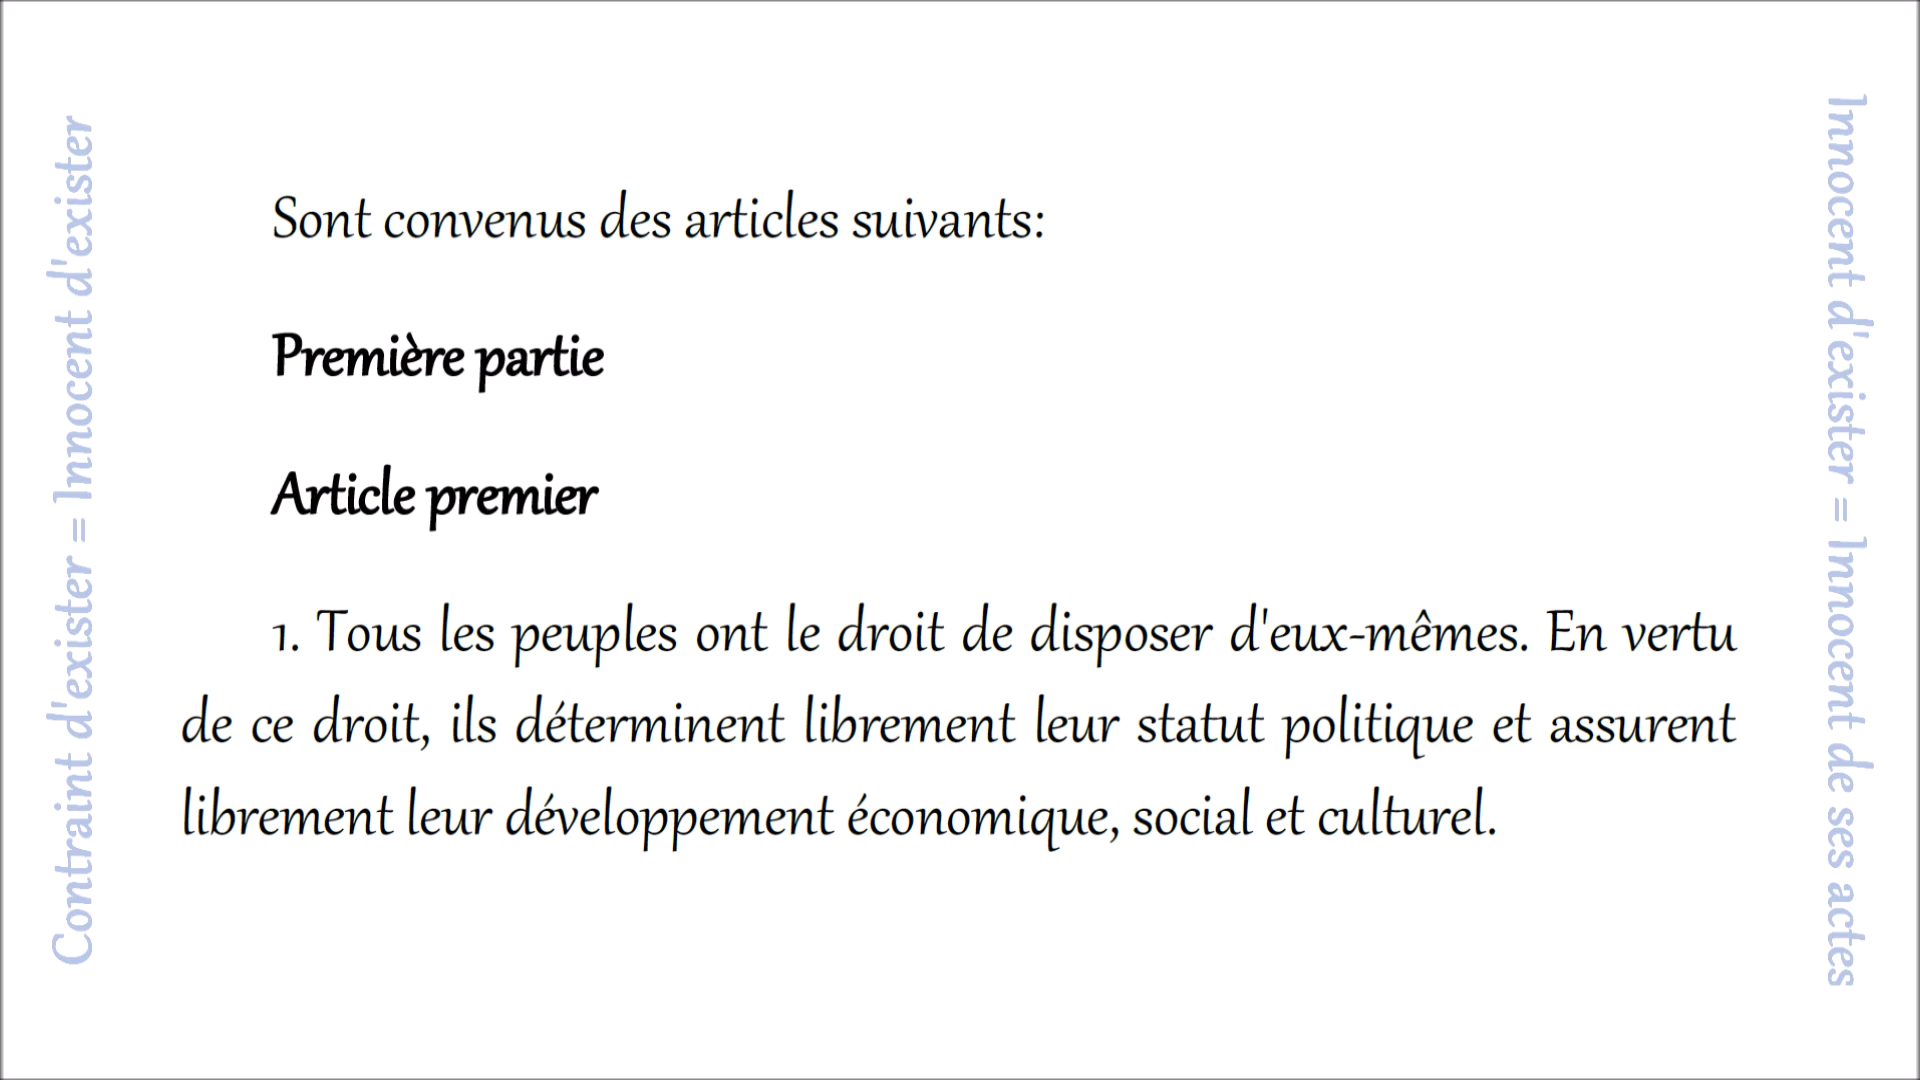 Contraint d'exister = Innocent d'exister
Sont convenus des articles suivants:
Première partie
Article premier
1. Tous les peuples ont le droit de disposer d'eux-mêmes. En vertu
de ce droit, ils déterminent librement leur statut politique et assurent
librement leur développement économique, social et culturel.
Innocent d'exister = Innocent de ses actes